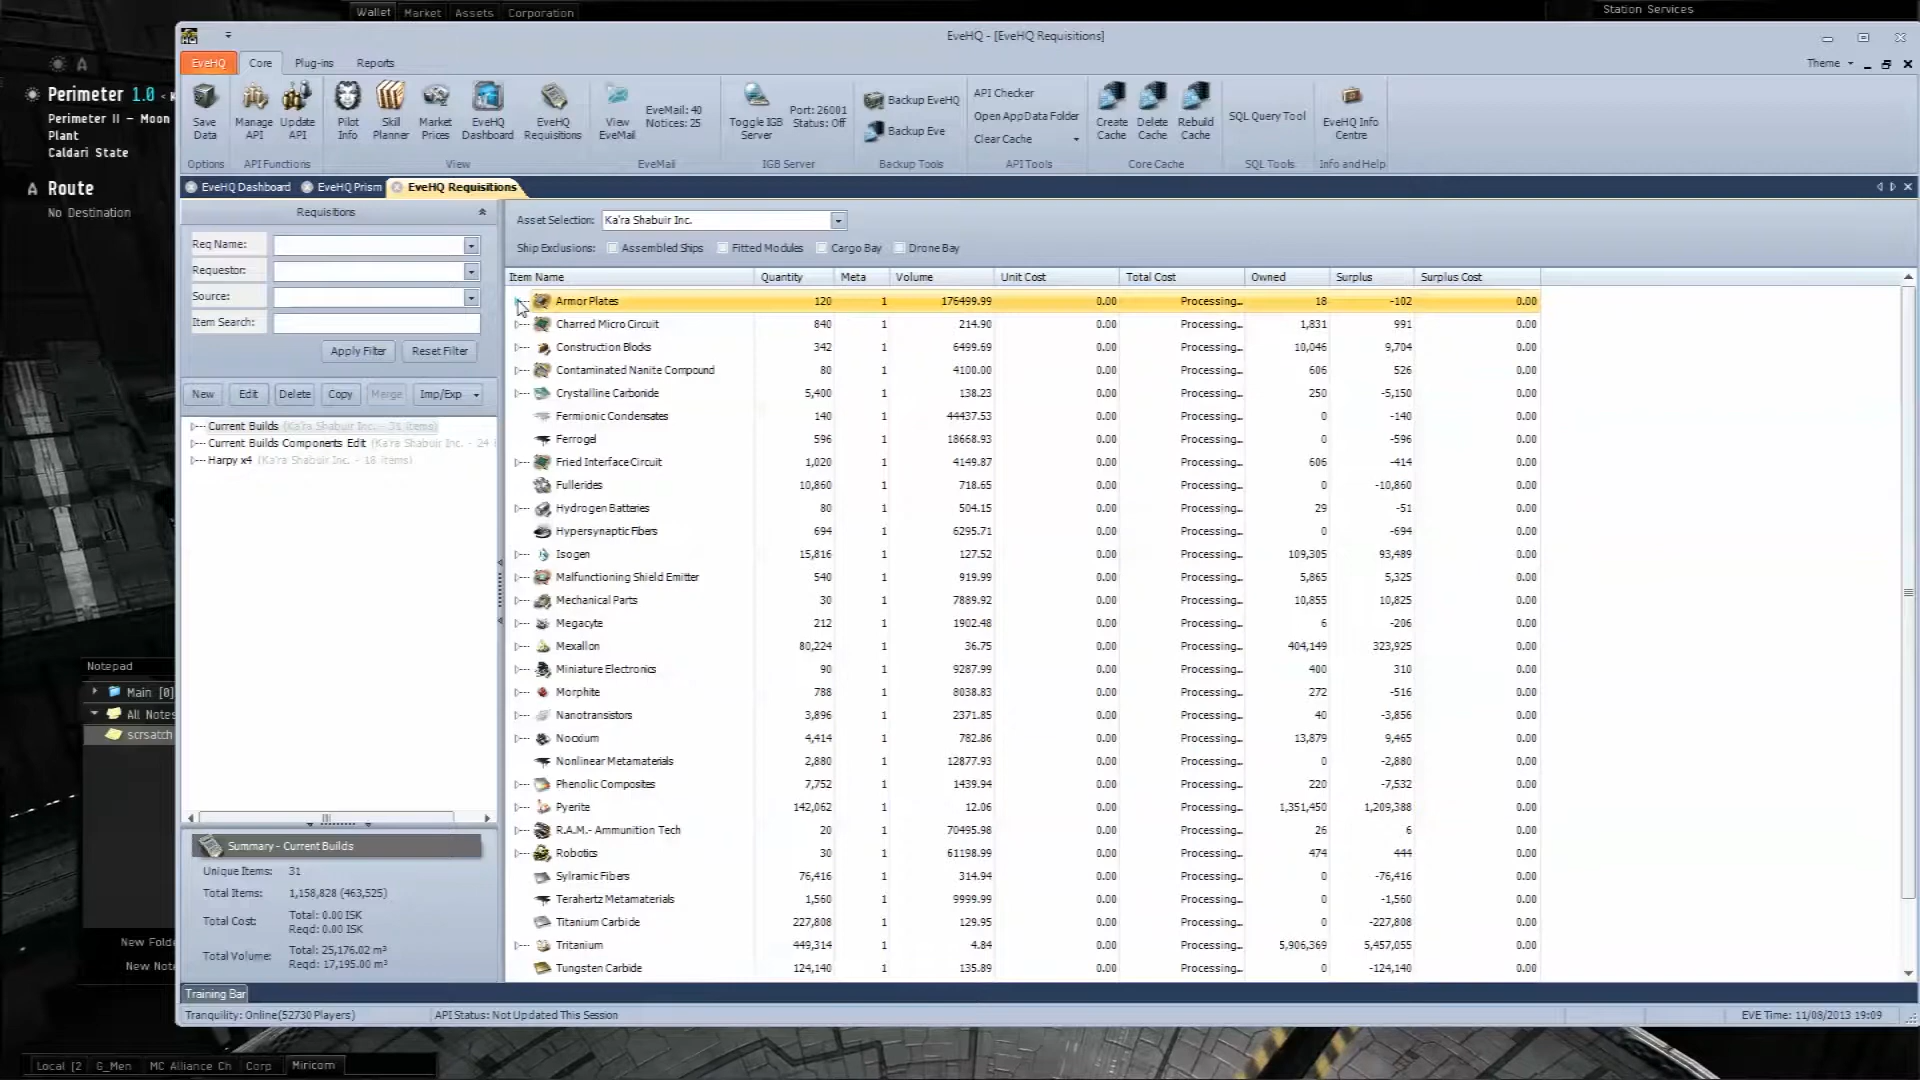 Wallet Market Assets Corporation
Station Services
EveHQ - [EveHQ Requisitions]
EveHQ Core Plug-ins Reports
Theme
Save Data
Manage API
Update API
Pilot Info
Skill Planner
Market Prices
EveHQ Dashboard
EveHQ Requisitions
View EveMail
EveMail: 40
Notices: 25
Toggle IGB Server
Port: 26001
Status: Off
Backup EveHQ
Backup Eve
API Checker
Open AppData Folder
Clear Cache
Create Cache
Delete Cache
Rebuild Cache
SQL Query Tool
EveHQ Info Centre
Options API Functions View EveMail IGB Server Backup Tools API Tools Core Cache SQL Tools Info and Help
Perimeter 1.0 <
Perimeter II - Moon
Plant
Caldari State
Route
No Destination
EveHQ Dashboard EveHQ Prism EveHQ Requisitions
Requisitions
Req Name:
Requestor:
Source:
Item Search:
Apply Filter Reset Filter
New Edit Delete Copy Merge Imp/Exp
Current Builds (Ka'ra Shabuir Inc. - 31 items)
Current Builds Components Edit (Ka'ra Shabuir Inc. - 24
Harpy x4 (Ka'ra Shabuir Inc. - 18 items)
Asset Selection: Ka'ra Shabuir Inc.
Ship Exclusions: Assembled Ships Fitted Modules Cargo Bay Drone Bay
Item Name Quantity Meta Volume Unit Cost Total Cost Owned Surplus Surplus Cost
Armor Plates 120 1 176499.99 0.00 Processing... 18 -102 0.00
Charred Micro Circuit 840 1 214.90 0.00 Processing... 1,831 991 0.00
Construction Blocks 342 1 6499.69 0.00 Processing... 10,046 9,704 0.00
Contaminated Nanite Compound 80 1 4100.00 0.00 Processing... 606 526 0.00
Crystalline Carbonide 5,400 1 138.23 0.00 Processing... 250 -5,150 0.00
Fermionic Condensates 140 1 44437.53 0.00 Processing... 0 -140 0.00
Ferrogel 596 1 18668.93 0.00 Processing... 0 -596 0.00
Fried Interface Circuit 1,020 1 4149.87 0.00 Processing... 606 -414 0.00
Fullerides 10,860 1 718.65 0.00 Processing... 0 -10,860 0.00
Hydrogen Batteries 80 1 504.15 0.00 Processing... 29 -51 0.00
Hypersynaptic Fibers 694 1 6295.71 0.00 Processing... 0 -694 0.00
Isogen 15,816 1 127.52 0.00 Processing... 109,305 93,489 0.00
Malfunctioning Shield Emitter 540 1 919.99 0.00 Processing... 5,865 5,325 0.00
Mechanical Parts 30 1 7889.92 0.00 Processing... 10,855 10,825 0.00
Megacyte 212 1 1902.48 0.00 Processing... 6 -206 0.00
Mexallon 80,224 1 36.75 0.00 Processing... 404,149 323,925 0.00
Miniature Electronics 90 1 9287.99 0.00 Processing... 400 310 0.00
Morphite 788 1 8038.83 0.00 Processing... 272 -516 0.00
Nanotransistors 3,896 1 2371.85 0.00 Processing... 40 -3,856 0.00
Nocxium 4,414 1 782.86 0.00 Processing... 13,879 9,465 0.00
Nonlinear Metamaterials 2,880 1 12877.93 0.00 Processing... 0 -2,880 0.00
Phenolic Composites 7,752 1 1439.94 0.00 Processing... 220 -7,532 0.00
Pyerite 142,062 1 12.06 0.00 Processing... 1,351,450 1,209,388 0.00
R.A.M.- Ammunition Tech 20 1 70495.98 0.00 Processing... 26 6 0.00
Robotics 30 1 61198.99 0.00 Processing... 474 444 0.00
Sylramic Fibers 76,416 1 314.94 0.00 Processing... 0 -76,416 0.00
Terahertz Metamaterials 1,560 1 9999.99 0.00 Processing... 0 -1,560 0.00
Titanium Carbide 227,808 1 129.95 0.00 Processing... 0 -227,808 0.00
Tritanium 449,314 1 4.84 0.00 Processing... 5,906,369 5,457,055 0.00
Tungsten Carbide 124,140 1 135.89 0.00 Processing... 0 -124,140 0.00
Notepad
Main [0]
All Notes
scrsatch
New Folde
New Note
Summary - Current Builds
Unique Items: 31
Total Items: 1,158,828 (463,525)
Total Cost: Total: 0.00 ISK
Reqd: 0.00 ISK
Total Volume: Total: 25,176.02 m³
Reqd: 17,195.00 m³
Training Bar
Tranquility: Online (52730 Players) API Status: Not Updated This Session EVE Time: 11/08/2013 19:09
Local [2 G_Men MC Alliance Ch Corp Miricom